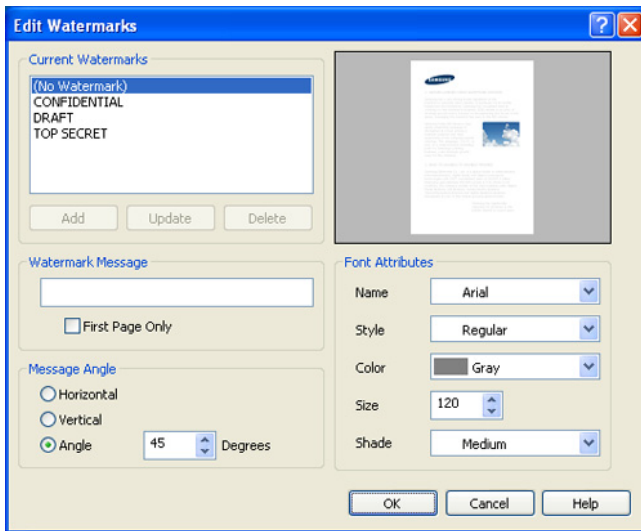 Edit Watermarks
Current Watermarks
(No Watermark)
CONFIDENTIAL
DRAFT
TOP SECRET
Add Update Delete
SAMSUNG
Watermark Message
First Page Only
Message Angle
Horizontal
Vertical
Angle 45 Degrees
Font Attributes
Name Arial
Style Regular
Color Gray
Size 120
Shade Medium
OK Cancel Help